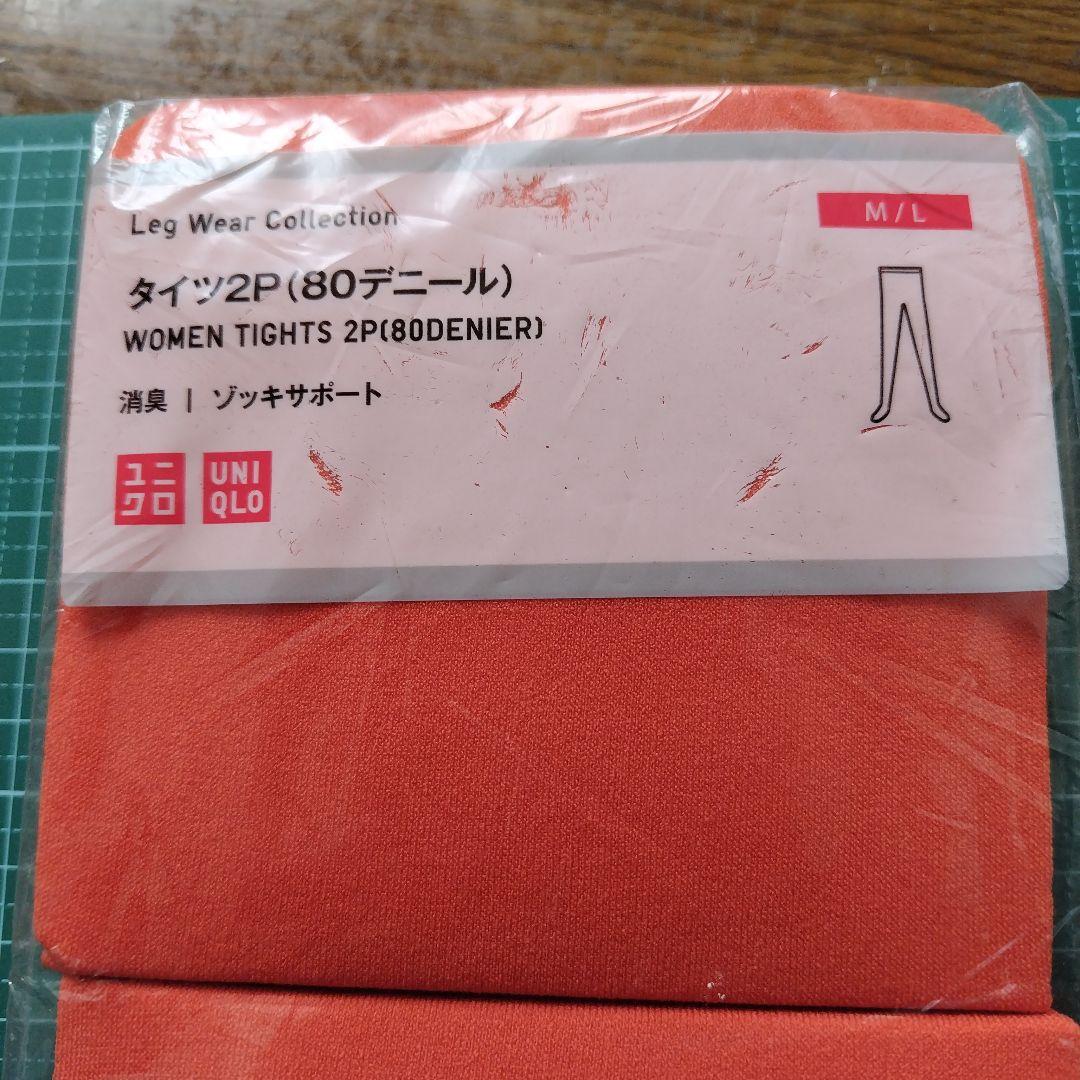 Leg Wear Collection
M/L
タイツ2P(80デニール)
WOMEN TIGHTS 2P(80DENIER)
消臭 | ゾッキサポート
ユニ
クロ
UNI
QLO